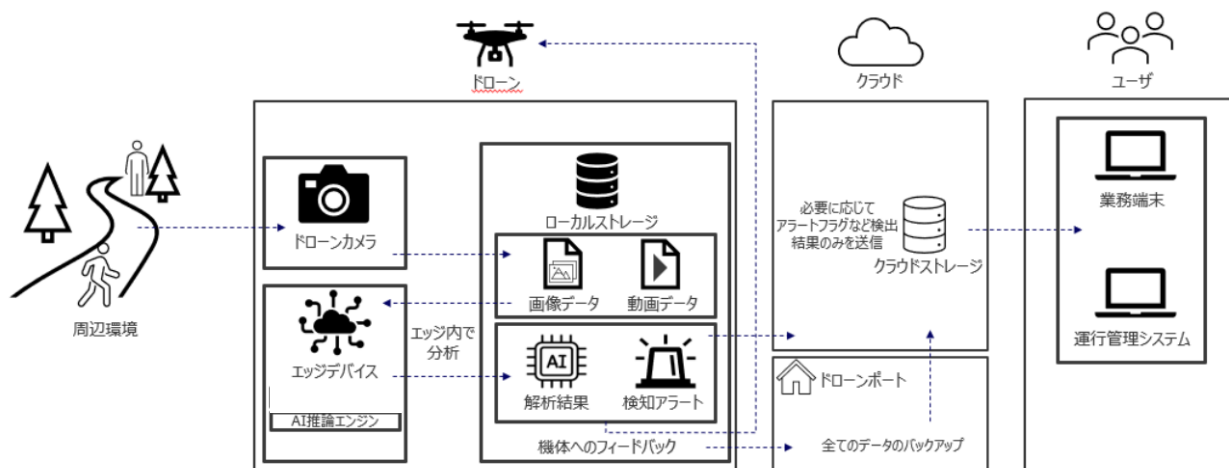 ドローン
クラウド
ユーザ
周辺環境
ドローンカメラ
エッジデバイス
AI推論エンジン
エッジ内で
分析
ローカルストレージ
画像データ
動画データ
AI
解析結果
検知アラート
機体へのフィードバック
必要に応じて
アラートフラグなど検出
結果のみを送信
クラウドストレージ
ドローンポート
全てのデータのバックアップ
業務端末
運行管理システム